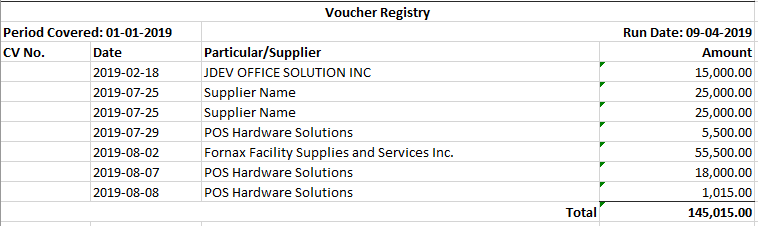 Voucher Registry
Period Covered: 01-01-2019 Run Date: 09-04-2019
CV No. Date Particular/Supplier Amount
2019-02-18 JDEV OFFICE SOLUTION INC 15,000.00
2019-07-25 Supplier Name 25,000.00
2019-07-25 Supplier Name 25,000.00
2019-07-29 POS Hardware Solutions 5,500.00
2019-08-02 Fornax Facility Supplies and Services Inc. 55,500.00
2019-08-07 POS Hardware Solutions 18,000.00
2019-08-08 POS Hardware Solutions 1,015.00
Total 145,015.00